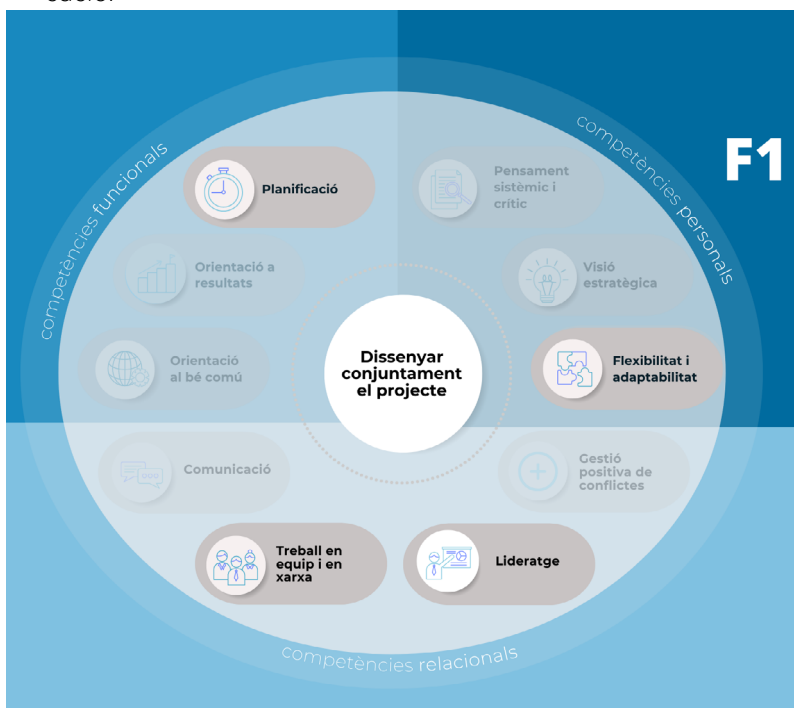 F1
competències funcionals
competències personals
Planificació
Pensament
sistèmic i
crític
Orientació a
resultats
Visió
estratègica
Orientació
al bé comú
Dissenyar
conjuntament
el projecte
Flexibilitat i
adaptabilitat
Comunicació
Gestió
positiva de
conflictes
Treball en
equip i en
xarxa
Lideratge
competències relacionals